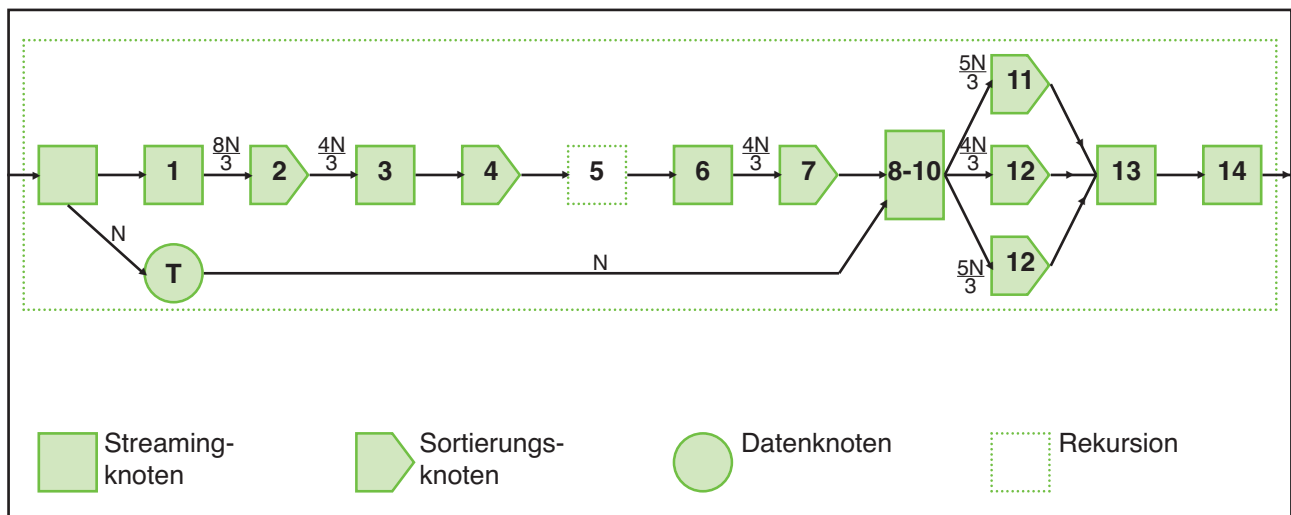 5N
3
11
8N
3
4N
3
4N
3
4N
3
1
2
3
4
5
6
7
8-10
12
13
14
N
T
N
5N
3
12
Streaming-
knoten
Sortierungs-
knoten
Datenknoten
Rekursion